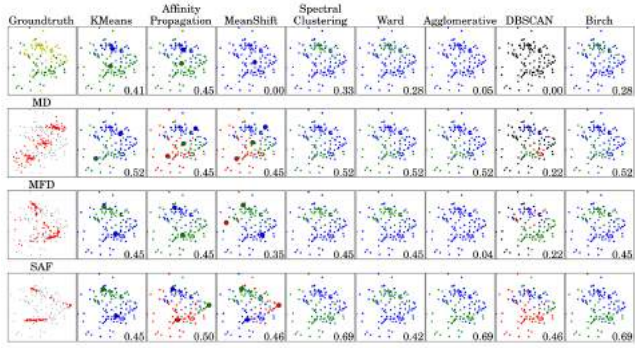 Groundtruth KMeans Affinity Propagation MeanShift Spectral Clustering Ward Agglomerative DBSCAN Birch
0.41 0.45 0.00 0.33 0.28 0.05 0.00 0.28
MD
0.52 0.45 0.45 0.52 0.52 0.52 0.22 0.52
MFD
0.45 0.45 0.35 0.45 0.45 0.04 0.22 0.45
SAF
0.45 0.50 0.46 0.69 0.42 0.69 0.46 0.69